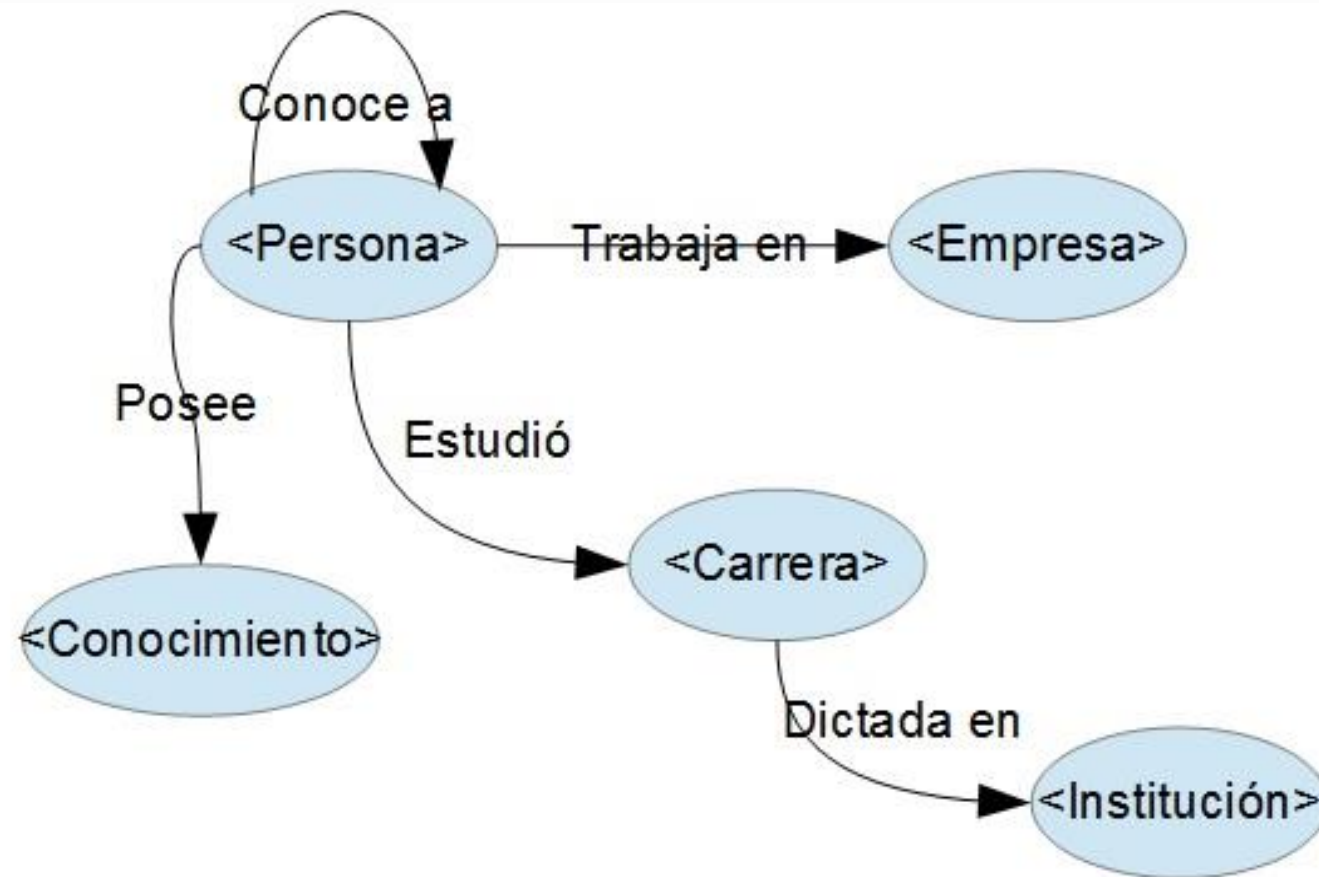 Conoce a
<Persona>
Trabaja en
<Empresa>
Posee
Estudió
<Carrera>
<Conocimiento>
Dictada en
<Institución>